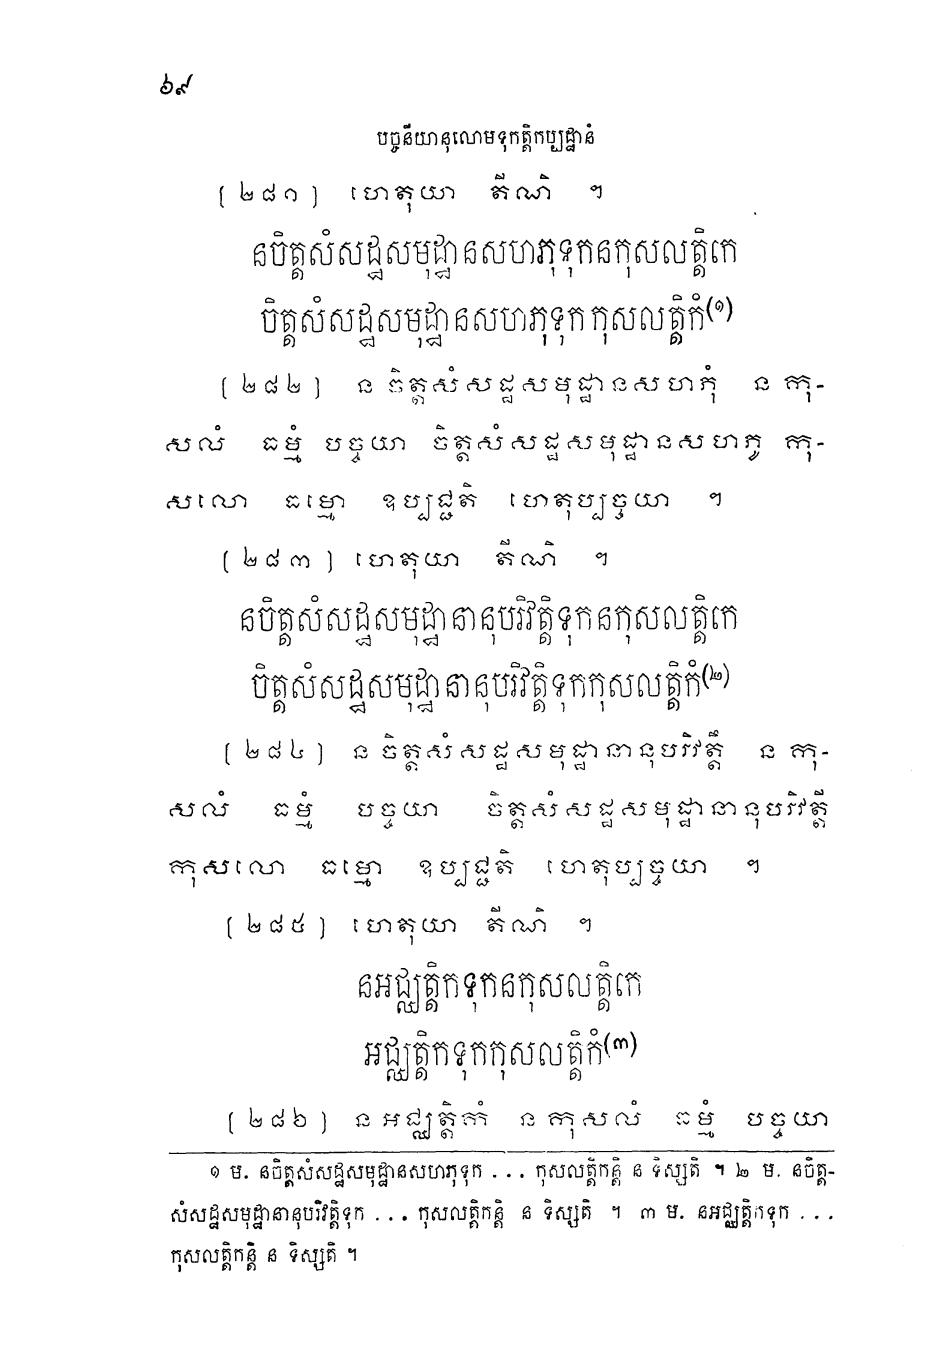 ៦៩
បច្ចនីយានុលោមទុកត្តិកប្បដ្ឋានំ
[២៨១] ហេតុយា តីណិ ។
នចិត្តសំសដ្ឋសមុដ្ឋានសហភុទុកនកុសលត្តិកេ
ចិត្តសំសដ្ឋសមុដ្ឋានសហភុទុកកុសលត្តិកំ(១)
[២៨២] ន ចិត្តសំសដ្ឋសមុដ្ឋានសហភុំ ន កុ-
សលំ ធម្មំ បច្ចយា ចិត្តសំសដ្ឋសមុដ្ឋានសហភូ កុ-
សលោ ធម្មោ ឧប្បជ្ជតិ ហេតុប្បច្ចយា ។
[២៨៣] ហេតុយា តីណិ ។
នចិត្តសំសដ្ឋសមុដ្ឋានានុបរិវត្តិទុកនកុសលត្តិកេ
ចិត្តសំសដ្ឋសមុដ្ឋានានុបរិវត្តិទុកកុសលត្តិកំ(២)
[២៨៤] ន ចិត្តសំសដ្ឋសមុដ្ឋានានុបរិវត្តឹ ន កុ-
សលំ ធម្មំ បច្ចយា ចិត្តសំសដ្ឋសមុដ្ឋានានុបរិវត្តី
កុសលោ ធម្មោ ឧប្បជ្ជតិ ហេតុប្បច្ចយា ។
[២៨៥] ហេតុយា តីណិ ។
នអជ្ឈត្តិកទុកនកុសលត្តិកេ
អជ្ឈត្តិកទុកកុសលត្តិកំ(៣)
[២៨៦] ន អជ្ឈត្តិកំ ន កុសលំ ធម្មំ បច្ចយា
១ ម. នចិត្តសំសដ្ឋសមុដ្ឋានសហភុទុក ... កុសលត្តិកន្តិ ន ទិស្សតិ ។ ២ ម. នចិត្ត-
សំសដ្ឋសមុដ្ឋានានុបរិវត្តិទុក ... កុសលត្តិកន្តិ ន ទិស្សតិ ។ ៣ ម. នអជ្ឈត្តិកទុក ...
កុសលត្តិកន្តិ ន ទិស្សតិ ។